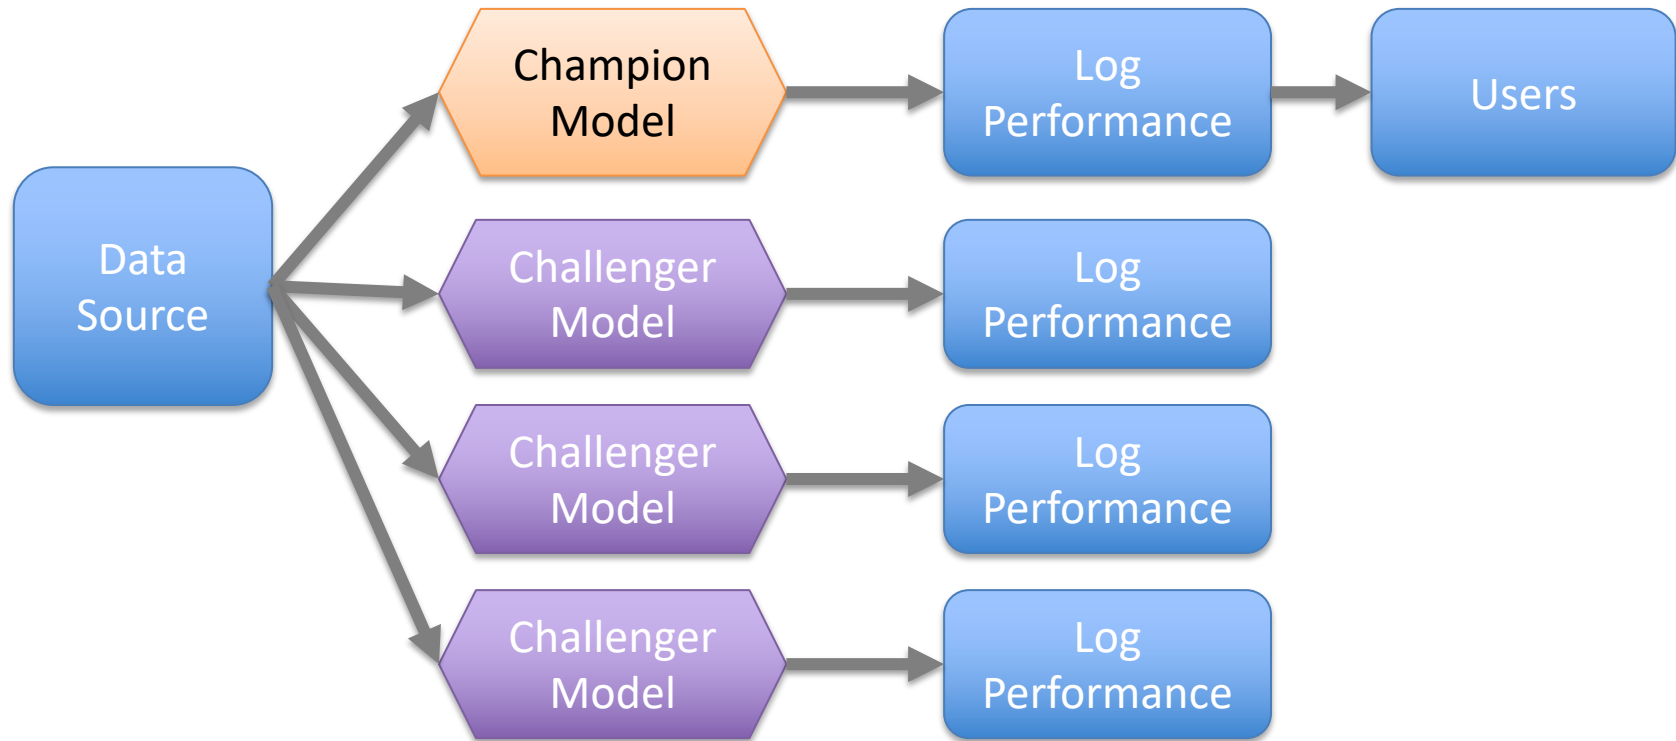 Champion
Model
Log
Performance
Users
Data
Source
Challenger
Model
Log
Performance
Challenger
Model
Log
Performance
Challenger
Model
Log
Performance